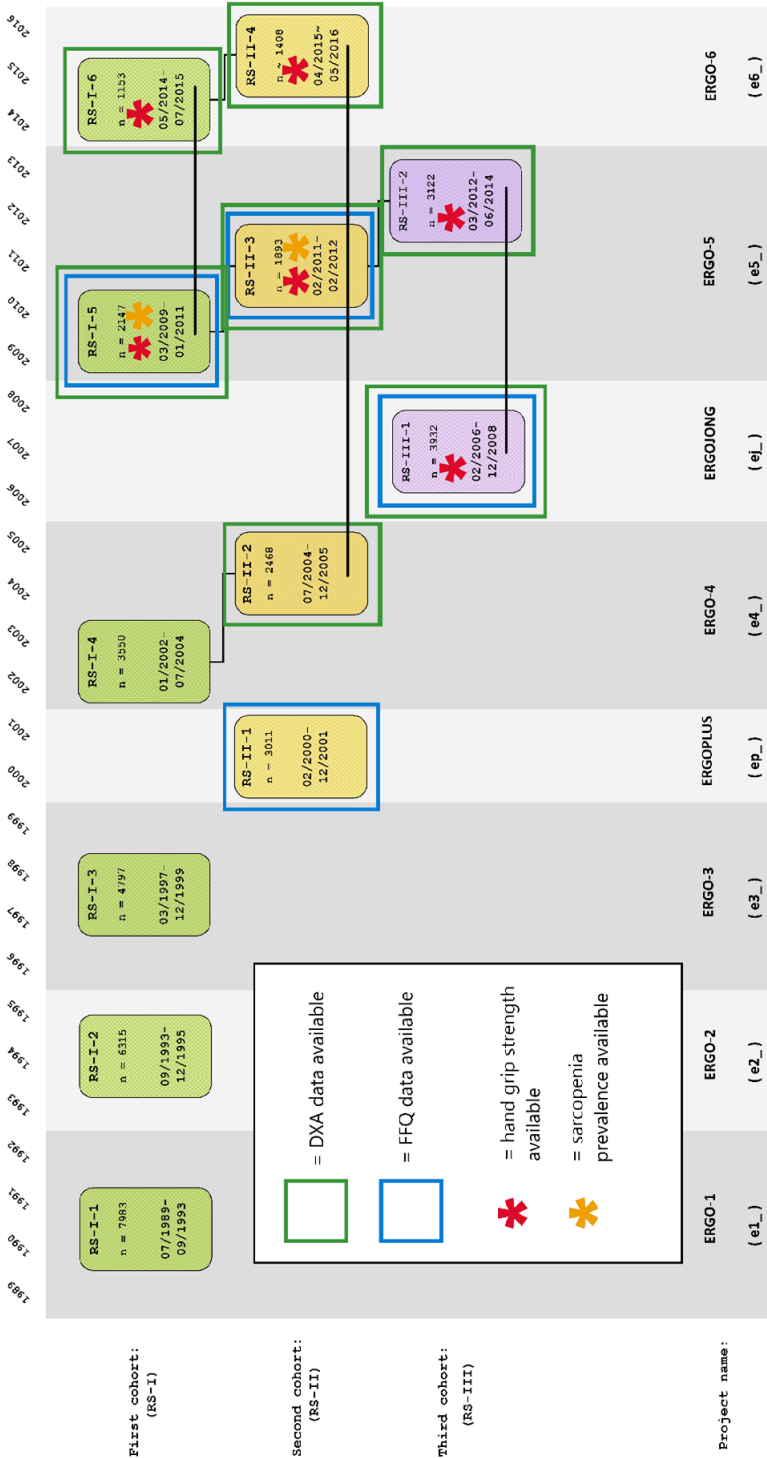 1989 1990 1991 1992 1993 1994 1995 1996 1997 1998 1999 2000 2001 2002 2003 2004 2005 2006 2007 2008 2009 2010 2011 2012 2013 2014 2015 2016
First cohort:
(RS-I)
RS-I-1
n = 7983
07/1989-
09/1993
RS-I-2
n = 6315
09/1993-
12/1995
RS-I-3
n = 4797
03/1997-
12/1999
RS-I-4
n = 3550
01/2002-
07/2004
RS-I-5
n = 2147
03/2009-
01/2011
RS-I-6
n = 1153
05/2014-
07/2015
Second cohort:
(RS-II)
RS-II-1
n = 3011
02/2000-
12/2001
RS-II-2
n = 2468
07/2004-
12/2005
RS-II-3
n = 1893
02/2011-
02/2012
RS-II-4
n ~ 1408
04/2015~
05/2016
Third cohort:
(RS-III)
RS-III-1
n = 3932
02/2006-
12/2008
RS-III-2
n = 3122
03/2012-
06/2014
= DXA data available
= FFQ data available
= hand grip strength
available
= sarcopenia
prevalence available
Project name:
ERGO-1 ERGO-2 ERGO-3 ERGOPLUS ERGO-4 ERGOJONG ERGO-5 ERGO-6
(e1_) (e2_) (e3_) (ep_) (e4_) (ej_) (e5_) (e6_)